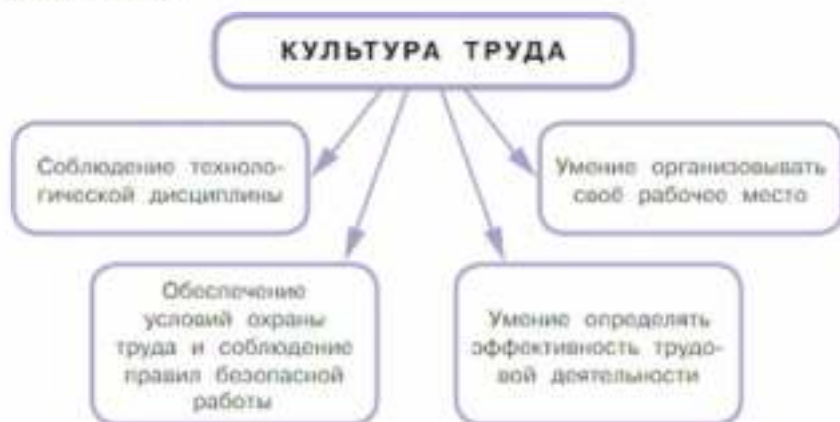 КУЛЬТУРА ТРУДА
Соблюдение техноло-
гической дисциплины
Умение организовывать
своё рабочее место
Обеспечение
условий охраны
труда и соблюдение
правил безопасной
работы
Умение определять
эффективность трудо-
вой деятельности